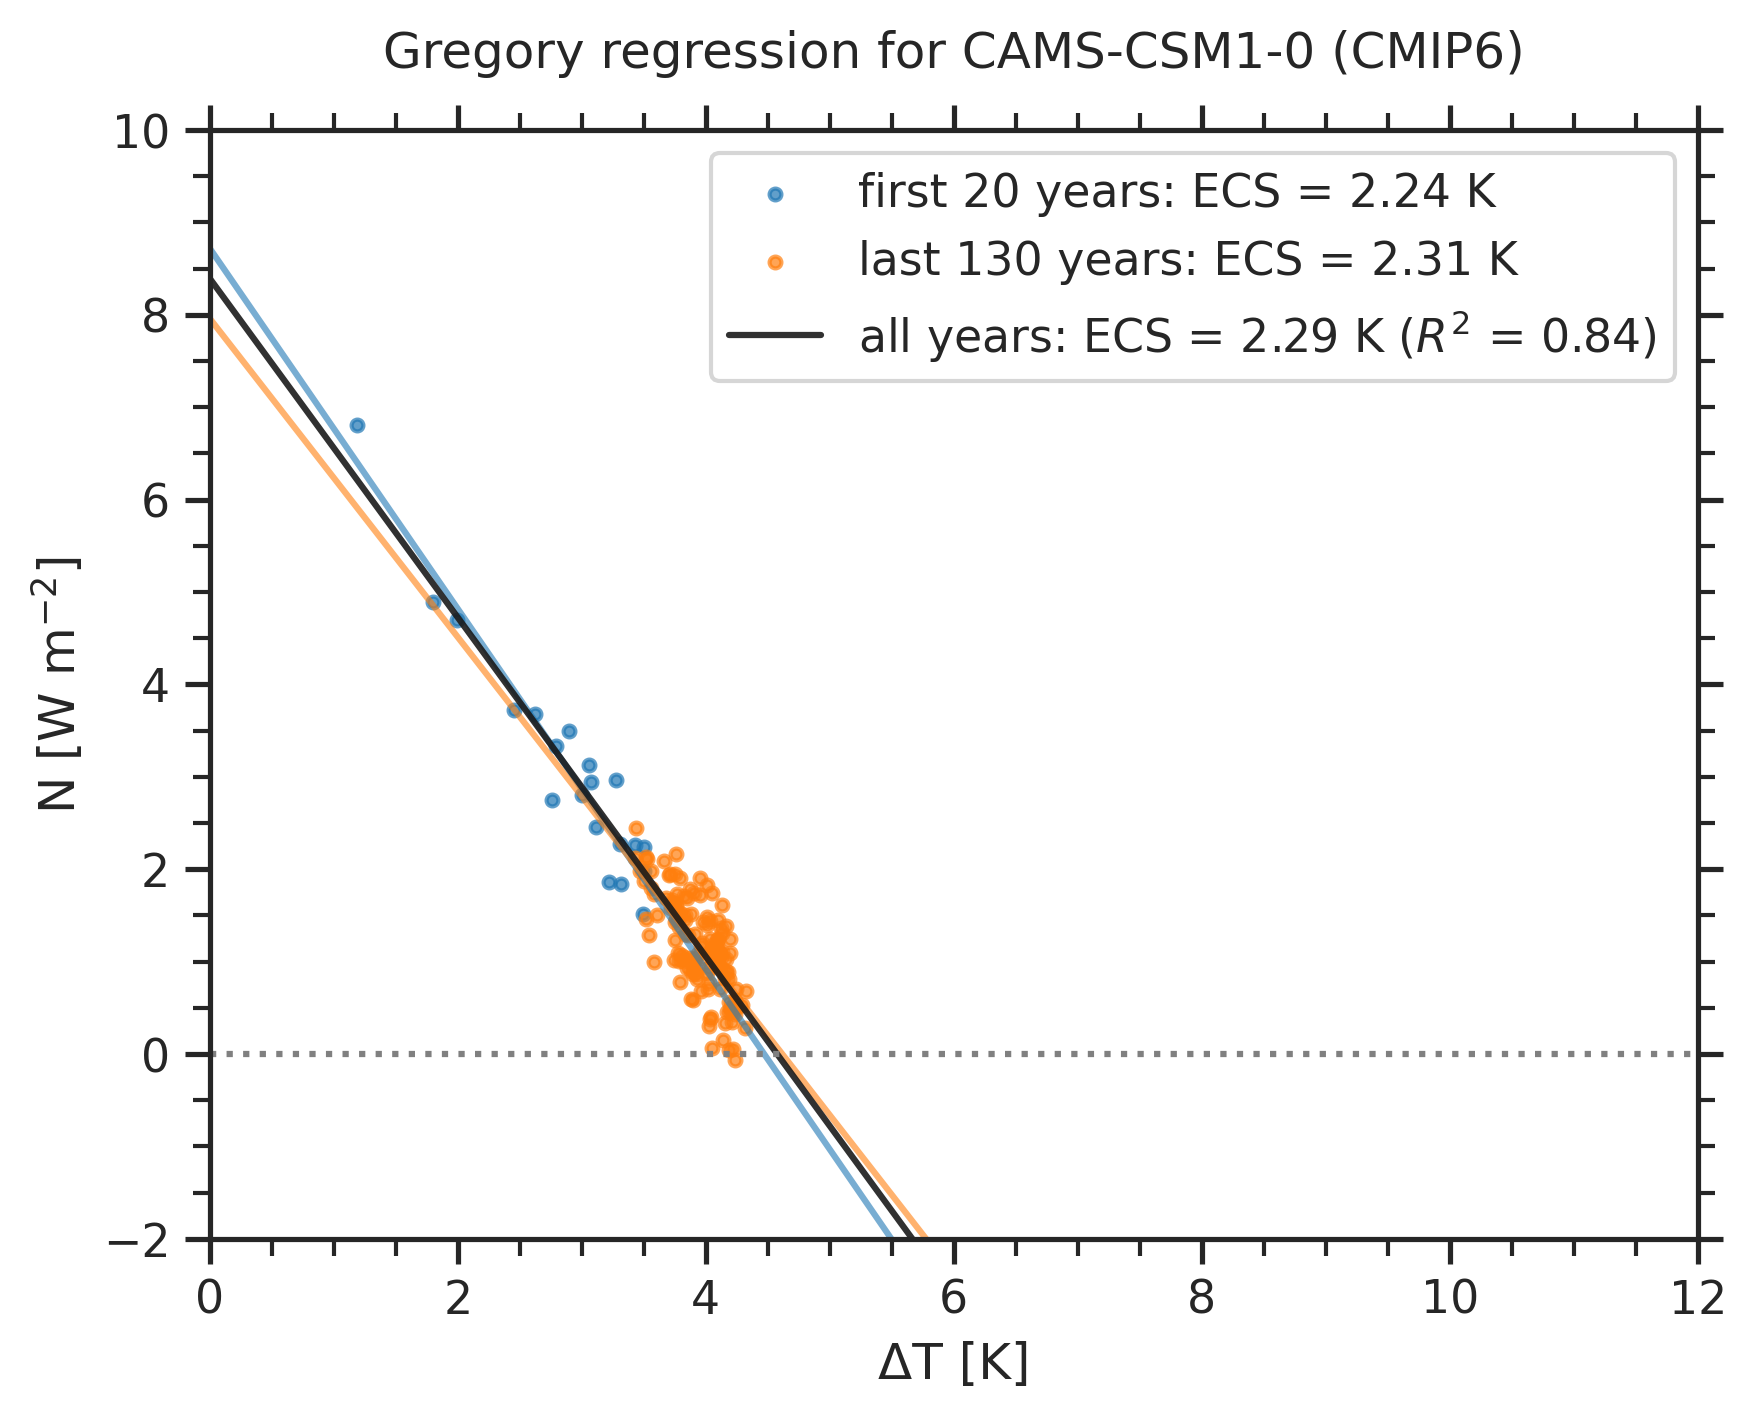 Gregory regression for CAMS-CSM1-0 (CMIP6)
10
8
6
4
2
0
−2
N [W m⁻²]
first 20 years: ECS = 2.24 K
last 130 years: ECS = 2.31 K
all years: ECS = 2.29 K (R² = 0.84)
0 2 4 6 8 10 12
ΔT [K]